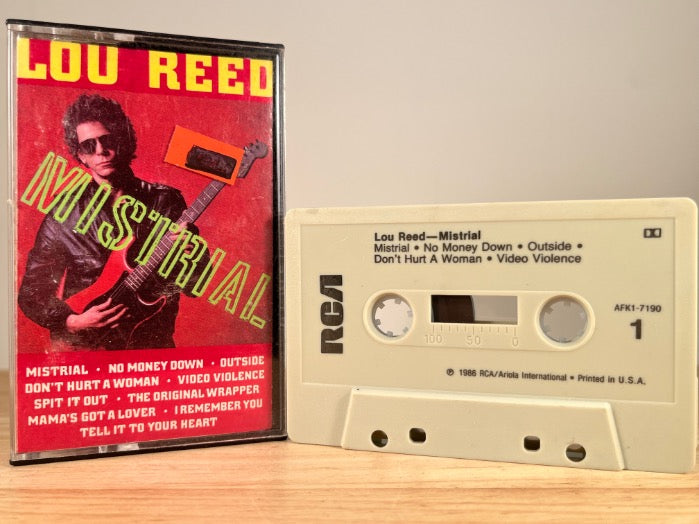 LOU REED
MISTRIAL
MISTRIAL • NO MONEY DOWN • OUTSIDE
DON'T HURT A WOMAN • VIDEO VIOLENCE
SPIT IT OUT • THE ORIGINAL WRAPPER
MAMA'S GOT A LOVER • I REMEMBER YOU
TELL IT TO YOUR HEART
Lou Reed—Mistrial
Mistrial • No Money Down • Outside •
Don't Hurt A Woman • Video Violence
RCA
AFK1-7190
1
100 50 0
℗ 1986 RCA/Ariola International • Printed in U.S.A.